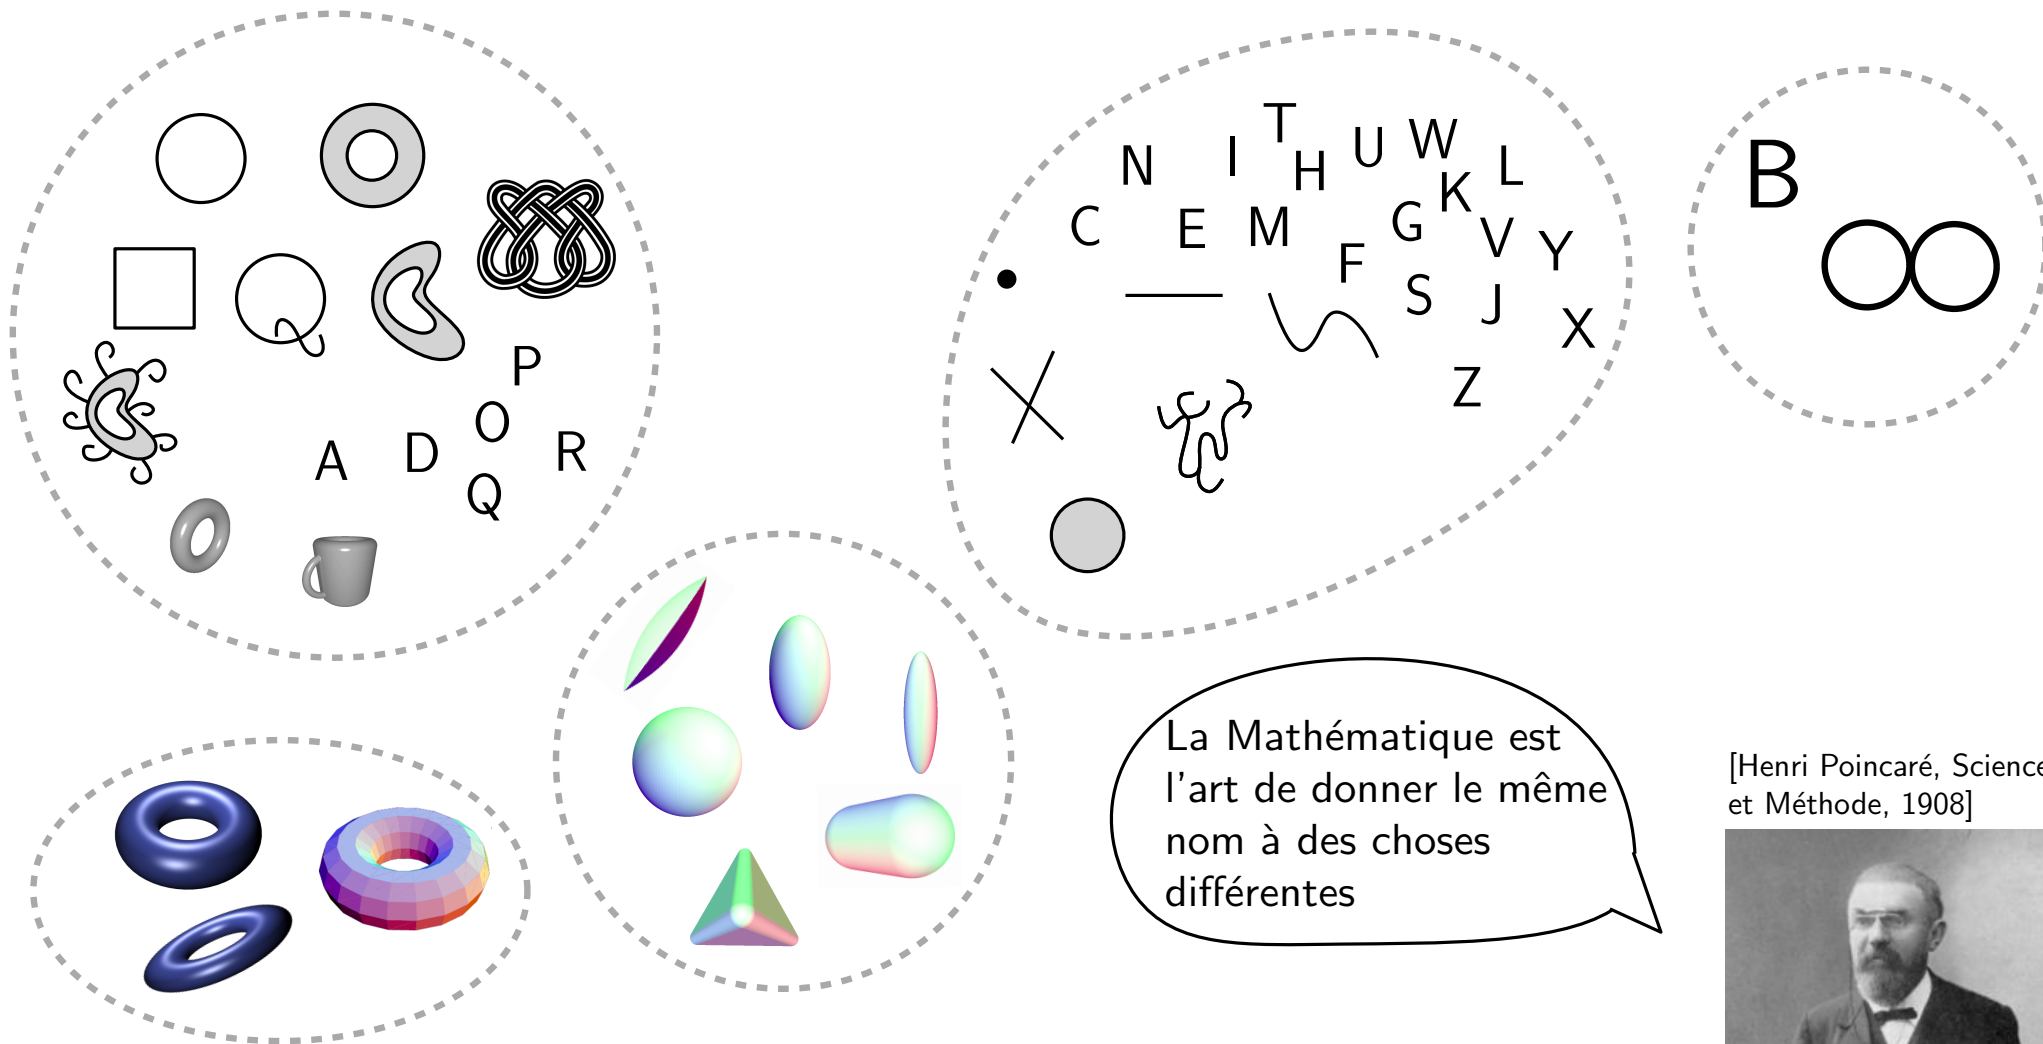 T
N I H U W K L
C E M F G V Y
S J X
Z
P
O
A D R
Q
B
La Mathématique est
l'art de donner le même
nom à des choses
différentes
[Henri Poincaré, Science
et Méthode, 1908]